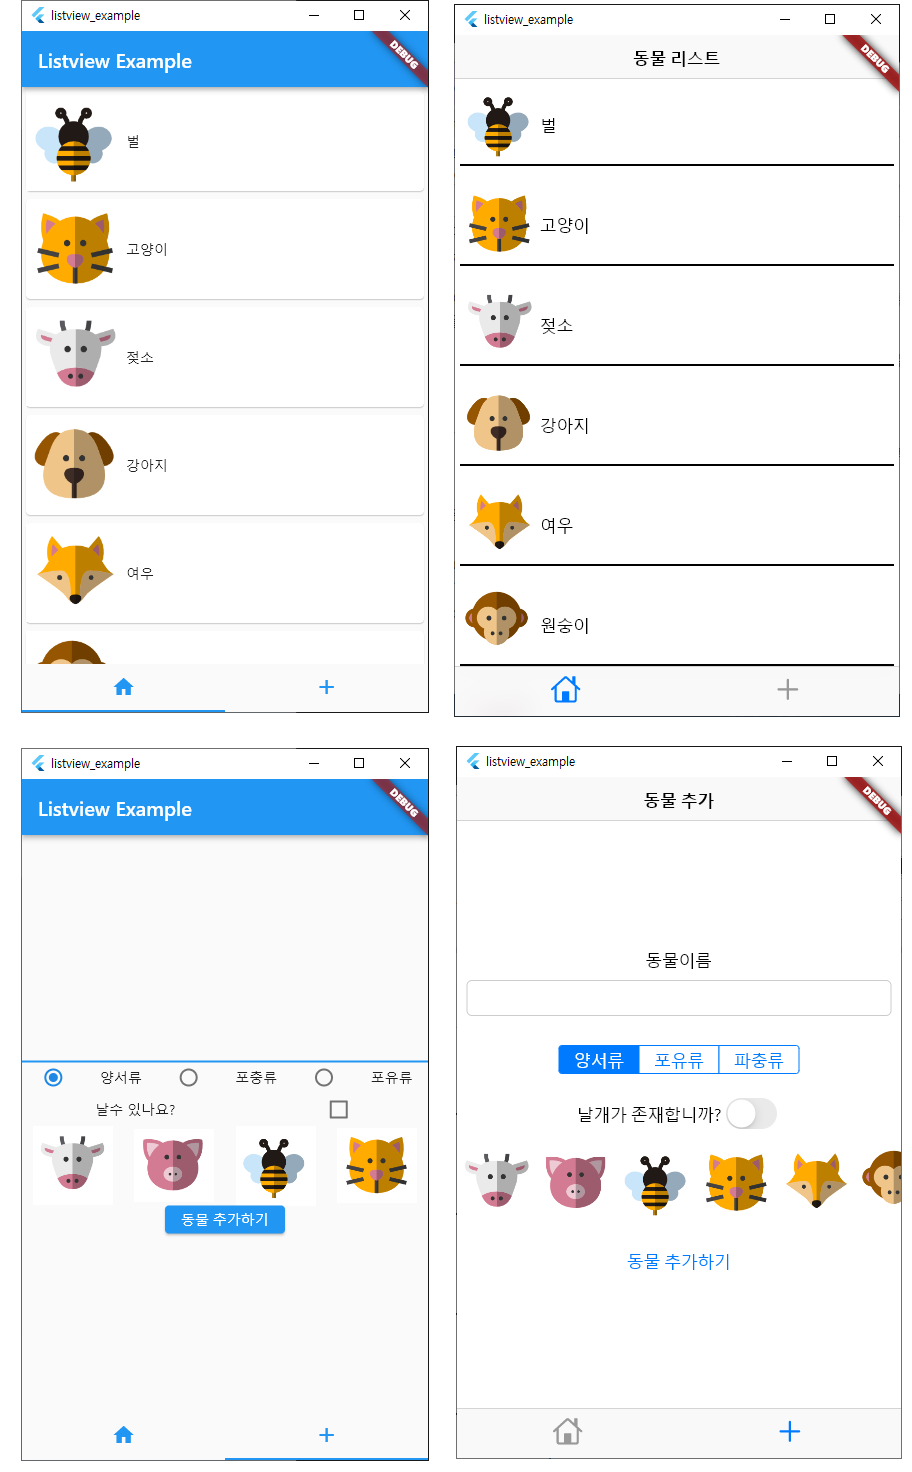 listview_example
Listview Example
DEBUG
벌
고양이
젖소
강아지
여우
listview_example
동물 리스트
DEBUG
벌
고양이
젖소
강아지
여우
원숭이
listview_example
Listview Example
DEBUG
양서류 포충류 포유류
날수 있나요?
동물 추가하기
listview_example
동물 추가
DEBUG
동물이름
양서류 포유류 파충류
날개가 존재합니까?
동물 추가하기